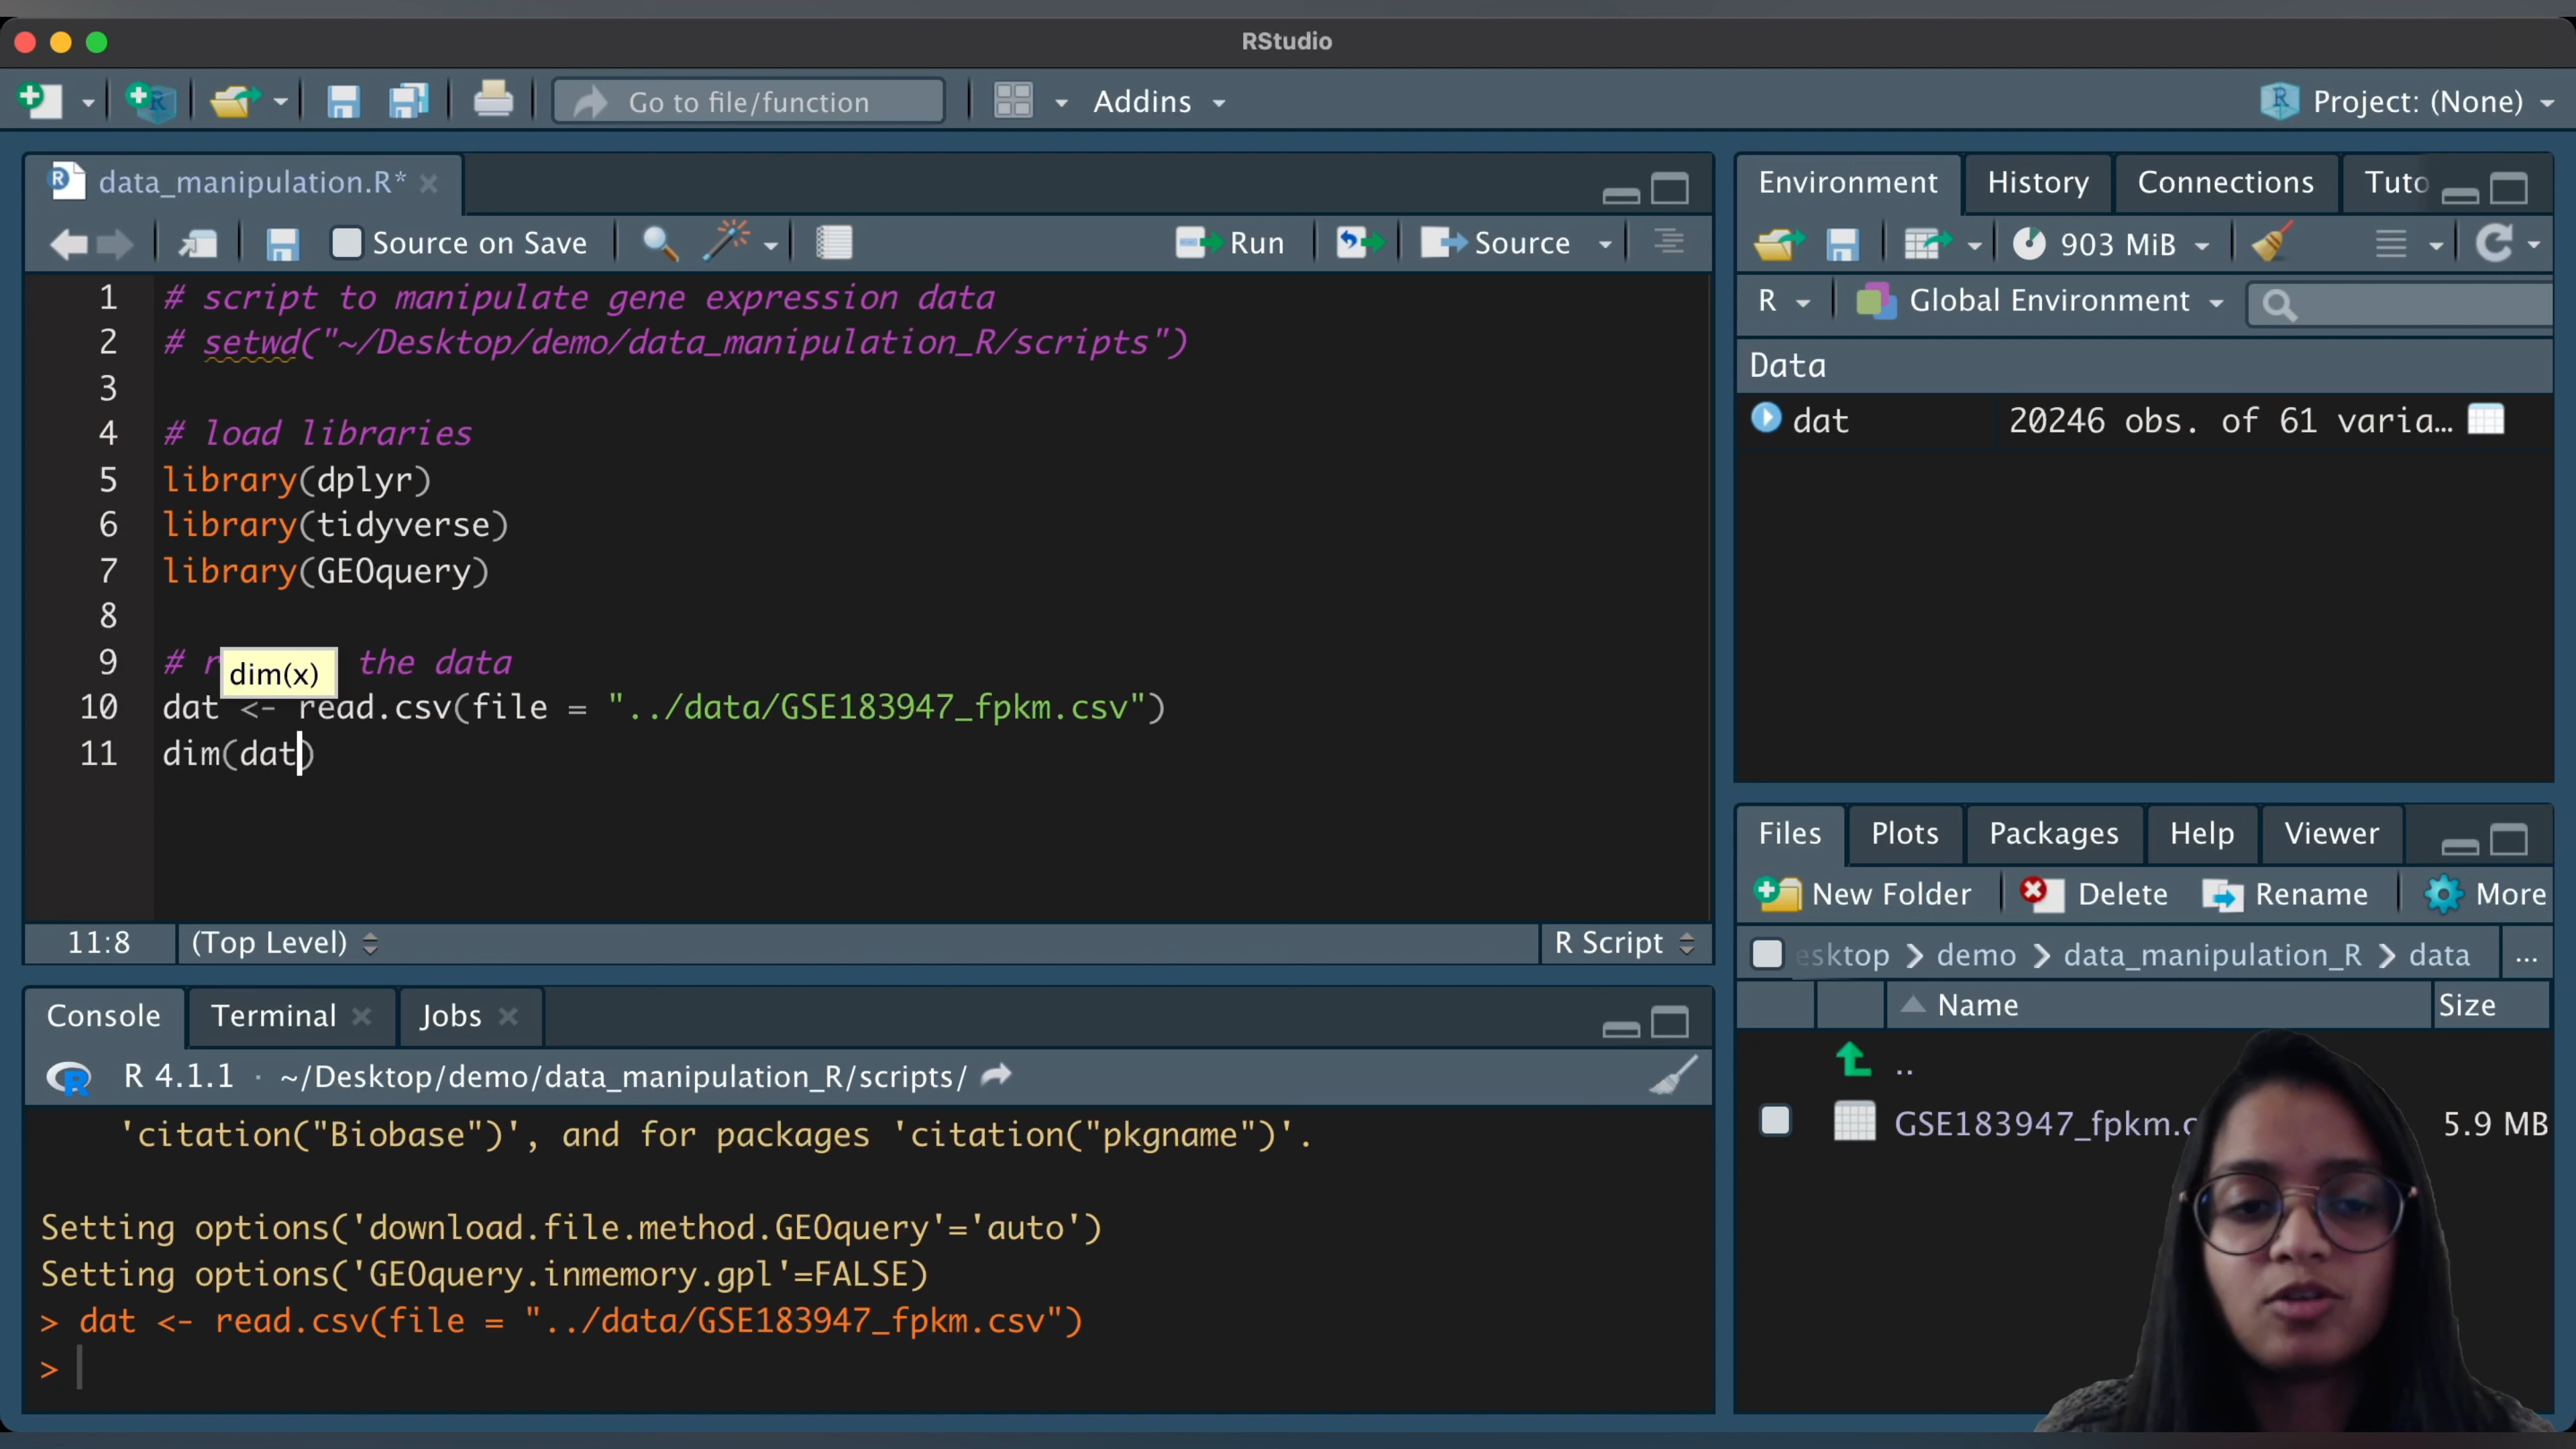 RStudio
Go to file/function
Addins
Project: (None)
data_manipulation.R*
Source on Save
Run
Source
1 # script to manipulate gene expression data
2 # setwd("~/Desktop/demo/data_manipulation_R/scripts")
3
4 # load libraries
5 library(dplyr)
6 library(tidyverse)
7 library(GEOquery)
8
9 # r the data
dim(x)
10 dat <- read.csv(file = "../data/GSE183947_fpkm.csv")
11 dim(dat)
11:8 (Top Level) R Script
Console Terminal Jobs
R 4.1.1 · ~/Desktop/demo/data_manipulation_R/scripts/
'citation("Biobase")', and for packages 'citation("pkgname")'.
Setting options('download.file.method.GEOquery'='auto')
Setting options('GEOquery.inmemory.gpl'=FALSE)
> dat <- read.csv(file = "../data/GSE183947_fpkm.csv")
>
Environment History Connections Tuto
903 MiB
R Global Environment
Data
dat 20246 obs. of 61 varia…
Files Plots Packages Help Viewer
New Folder Delete Rename More
esktop > demo > data_manipulation_R > data ...
Name Size
..
GSE183947_fpkm.c 5.9 MB